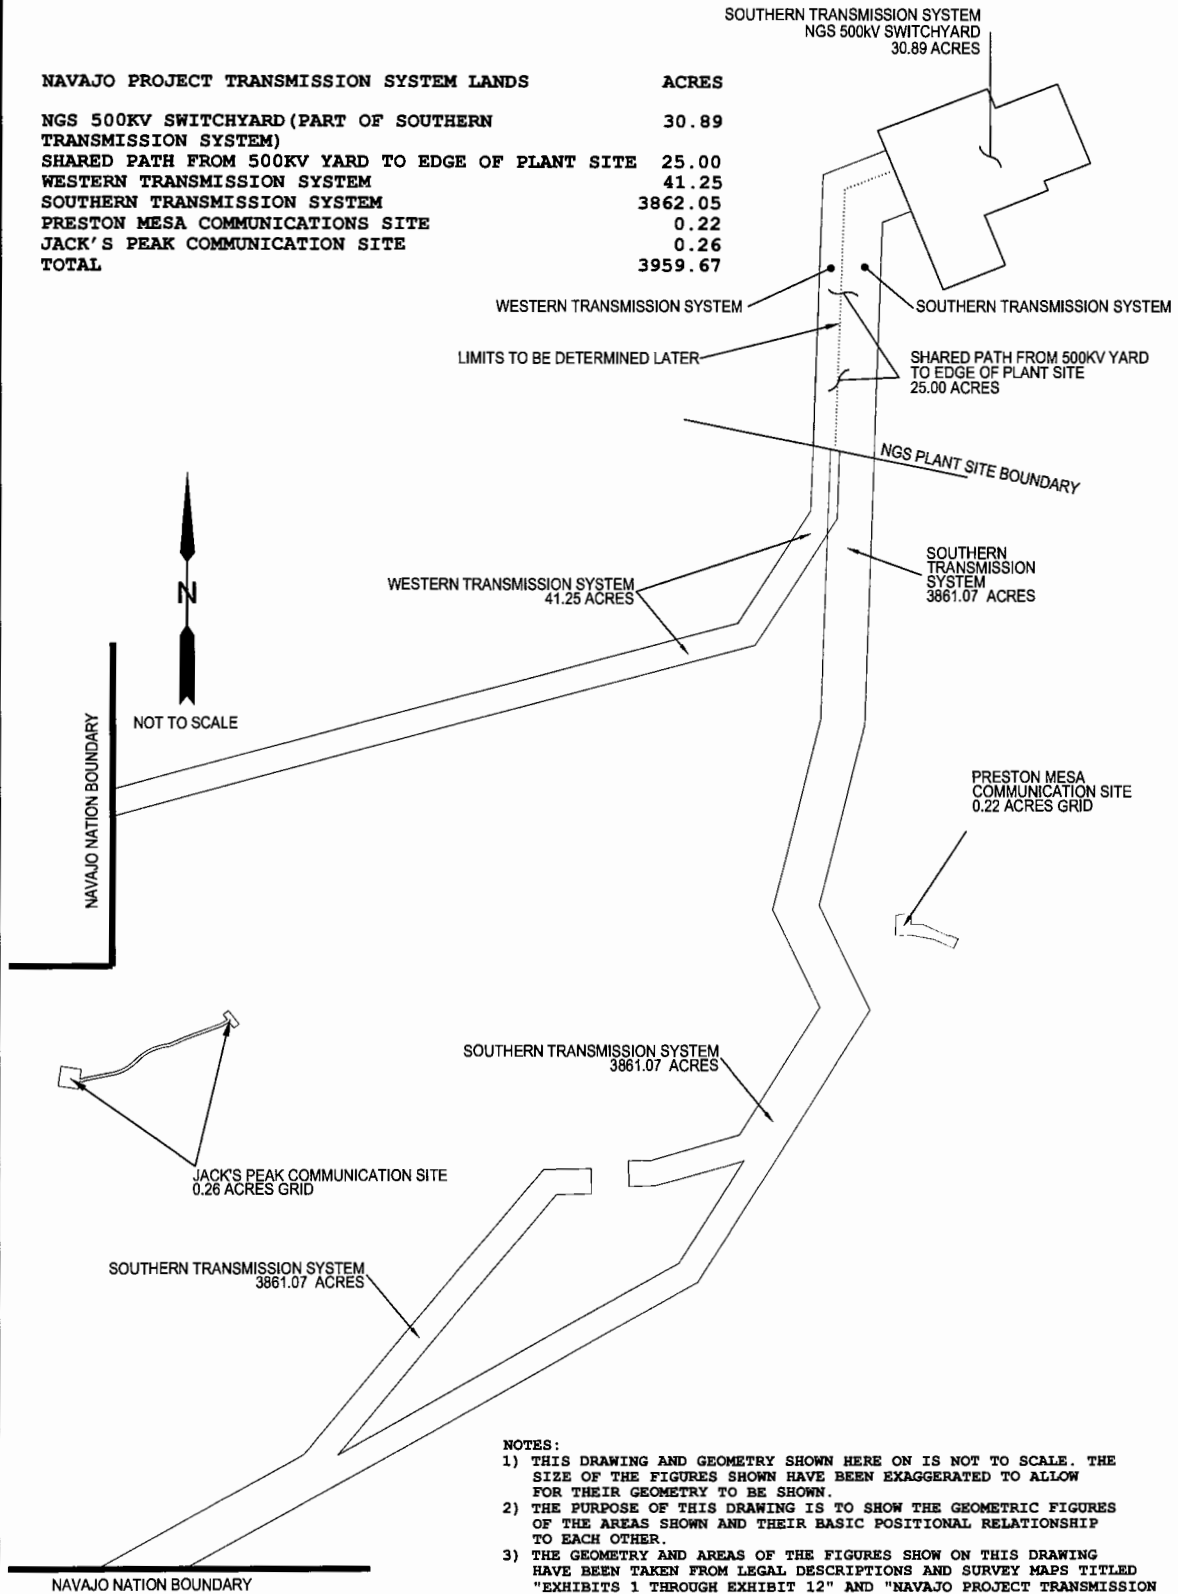 SOUTHERN TRANSMISSION SYSTEM
NGS 500kV SWITCHYARD
30.89 ACRES
NAVAJO PROJECT TRANSMISSION SYSTEM LANDS ACRES
NGS 500KV SWITCHYARD(PART OF SOUTHERN 30.89
TRANSMISSION SYSTEM)
SHARED PATH FROM 500KV YARD TO EDGE OF PLANT SITE 25.00
WESTERN TRANSMISSION SYSTEM 41.25
SOUTHERN TRANSMISSION SYSTEM 3862.05
PRESTON MESA COMMUNICATIONS SITE 0.22
JACK'S PEAK COMMUNICATION SITE 0.26
TOTAL 3959.67
WESTERN TRANSMISSION SYSTEM
SOUTHERN TRANSMISSION SYSTEM
LIMITS TO BE DETERMINED LATER
SHARED PATH FROM 500KV YARD
TO EDGE OF PLANT SITE
25.00 ACRES
NGS PLANT SITE BOUNDARY
N
NOT TO SCALE
WESTERN TRANSMISSION SYSTEM
41.25 ACRES
SOUTHERN
TRANSMISSION
SYSTEM
3861.07 ACRES
NAVAJO NATION BOUNDARY
PRESTON MESA
COMMUNICATION SITE
0.22 ACRES GRID
SOUTHERN TRANSMISSION SYSTEM
3861.07 ACRES
JACK'S PEAK COMMUNICATION SITE
0.26 ACRES GRID
SOUTHERN TRANSMISSION SYSTEM
3861.07 ACRES
NOTES:
1) THIS DRAWING AND GEOMETRY SHOWN HERE ON IS NOT TO SCALE. THE
SIZE OF THE FIGURES SHOWN HAVE BEEN EXAGGERATED TO ALLOW
FOR THEIR GEOMETRY TO BE SHOWN.
2) THE PURPOSE OF THIS DRAWING IS TO SHOW THE GEOMETRIC FIGURES
OF THE AREAS SHOWN AND THEIR BASIC POSITIONAL RELATIONSHIP
TO EACH OTHER.
3) THE GEOMETRY AND AREAS OF THE FIGURES SHOW ON THIS DRAWING
HAVE BEEN TAKEN FROM LEGAL DESCRIPTIONS AND SURVEY MAPS TITLED
"EXHIBITS 1 THROUGH EXHIBIT 12" AND "NAVAJO PROJECT TRANSMISSION
NAVAJO NATION BOUNDARY